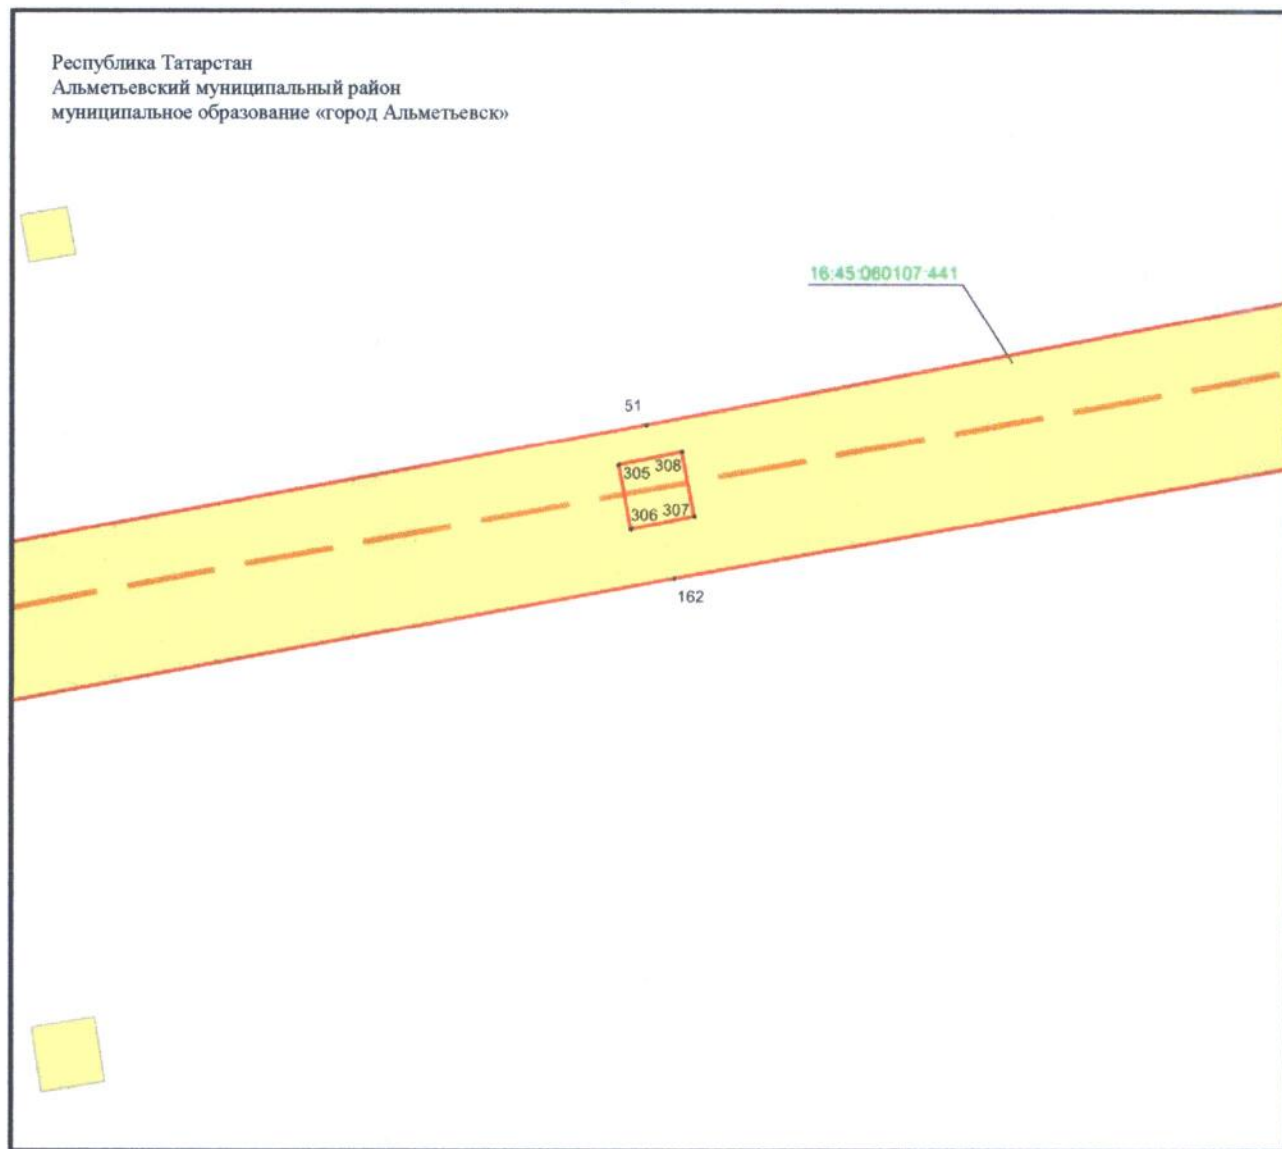 Республика Татарстан
Альметьевский муниципальный район
муниципальное образование «город Альметьевск»
16:45:060107:441
51
305 308
306 307
162